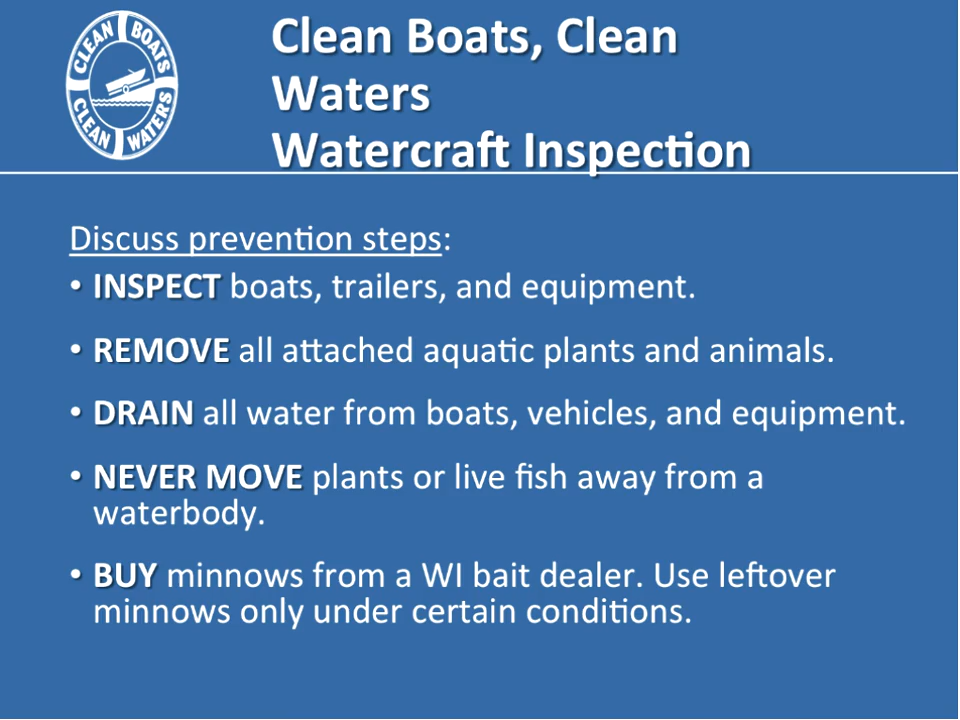 CLEAN BOATS
CLEAN WATERS
Clean Boats, Clean
Waters
Watercraft Inspection
Discuss prevention steps:
• INSPECT boats, trailers, and equipment.
• REMOVE all attached aquatic plants and animals.
• DRAIN all water from boats, vehicles, and equipment.
• NEVER MOVE plants or live fish away from a
waterbody.
• BUY minnows from a WI bait dealer. Use leftover
minnows only under certain conditions.